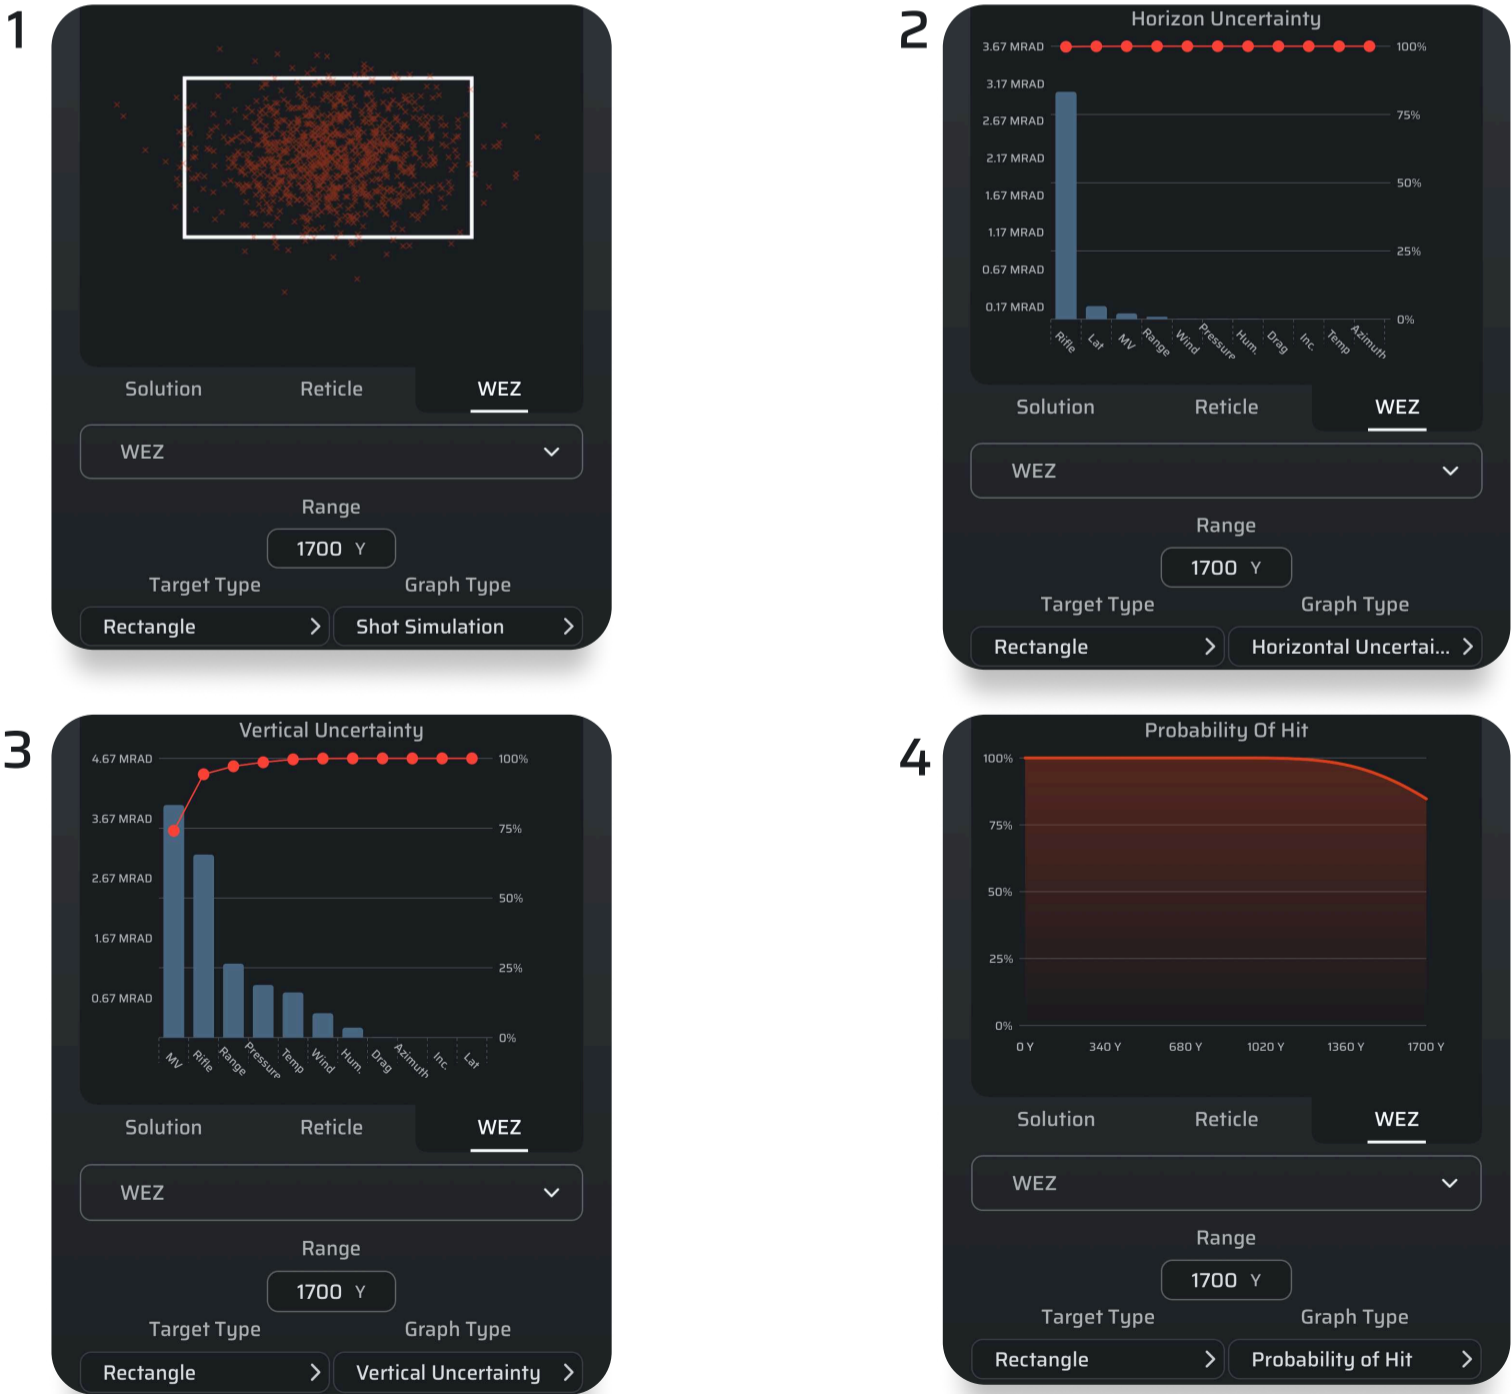 1
Solution Reticle WEZ
WEZ
Range
1700 Y
Target Type Graph Type
Rectangle Shot Simulation
2
Horizon Uncertainty
3.67 MRAD 100%
3.17 MRAD
2.67 MRAD 75%
2.17 MRAD
1.67 MRAD 50%
1.17 MRAD
0.67 MRAD 25%
0.17 MRAD
0%
Rifle Lat MV Range Wind Pressure Hum. Drag Inc. Temp Azimuth
Solution Reticle WEZ
WEZ
Range
1700 Y
Target Type Graph Type
Rectangle Horizontal Uncertai...
3
Vertical Uncertainty
4.67 MRAD 100%
3.67 MRAD 75%
2.67 MRAD
50%
1.67 MRAD
25%
0.67 MRAD
0%
MV Rifle Range Pressure Temp Wind Hum. Drag Azimuth Inc. Lat
Solution Reticle WEZ
WEZ
Range
1700 Y
Target Type Graph Type
Rectangle Vertical Uncertainty
4
Probability Of Hit
100%
75%
50%
25%
0%
0 Y 340 Y 680 Y 1020 Y 1360 Y 1700 Y
Solution Reticle WEZ
WEZ
Range
1700 Y
Target Type Graph Type
Rectangle Probability of Hit